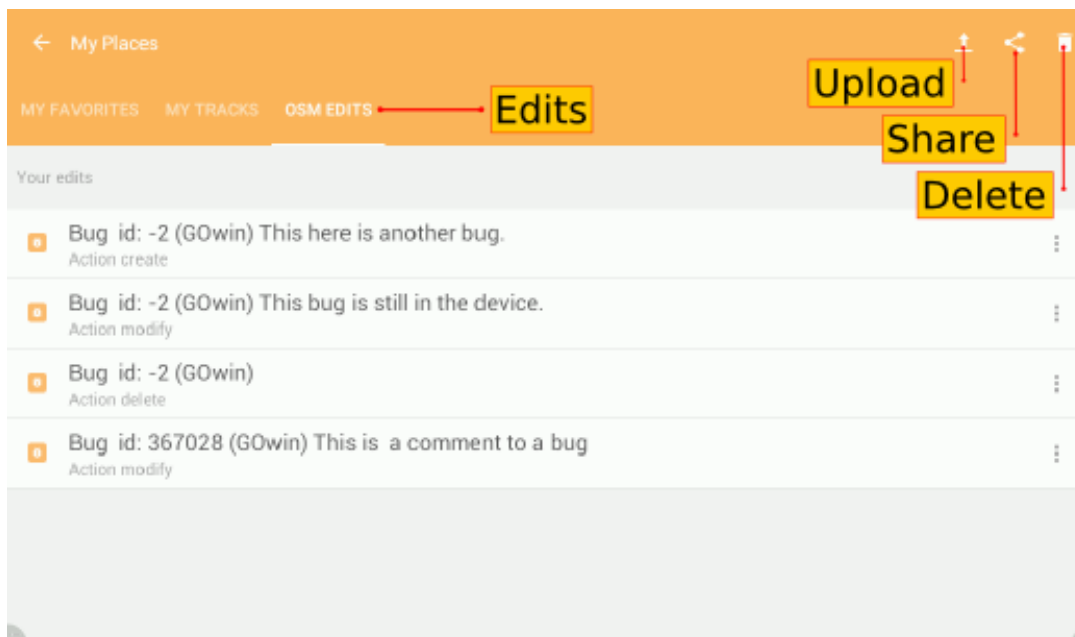 My Places
Upload
MY FAVORITES MY TRACKS OSM EDITS Edits
Share
Your edits
Delete
Bug id: -2 (GOwin) This here is another bug.
Action create
Bug id: -2 (GOwin) This bug is still in the device.
Action modify
Bug id: -2 (GOwin)
Action delete
Bug id: 367028 (GOwin) This is a comment to a bug
Action modify